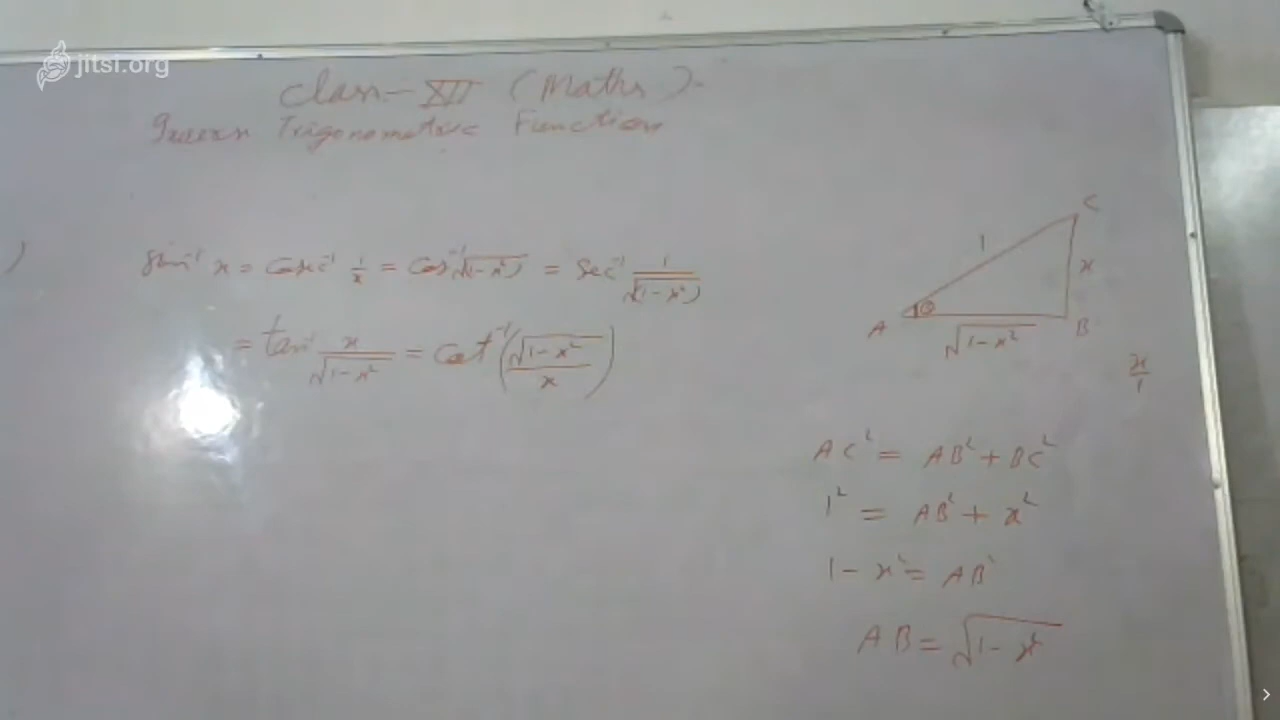 jitsi.org
Class - XII (Maths) :-
Trigonometric Function
sin⁻¹ x = cosec⁻¹ 1/x = cos⁻¹ √(1-x²) = sec⁻¹ 1/√(1-x²)
= tan⁻¹ x/√(1-x²) = cot⁻¹ (√(1-x²)/x)
C
1
x
A
θ
B
√(1-x²)
x/1
AC² = AB² + BC²
1² = AB² + x²
1 - x² = AB²
AB = √(1-x²)